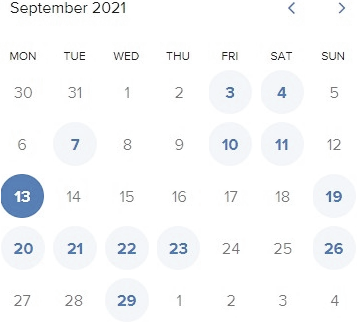 September 2021
MON TUE WED THU FRI SAT SUN
30 31 1 2 3 4 5
6 7 8 9 10 11 12
13 14 15 16 17 18 19
20 21 22 23 24 25 26
27 28 29 1 2 3 4